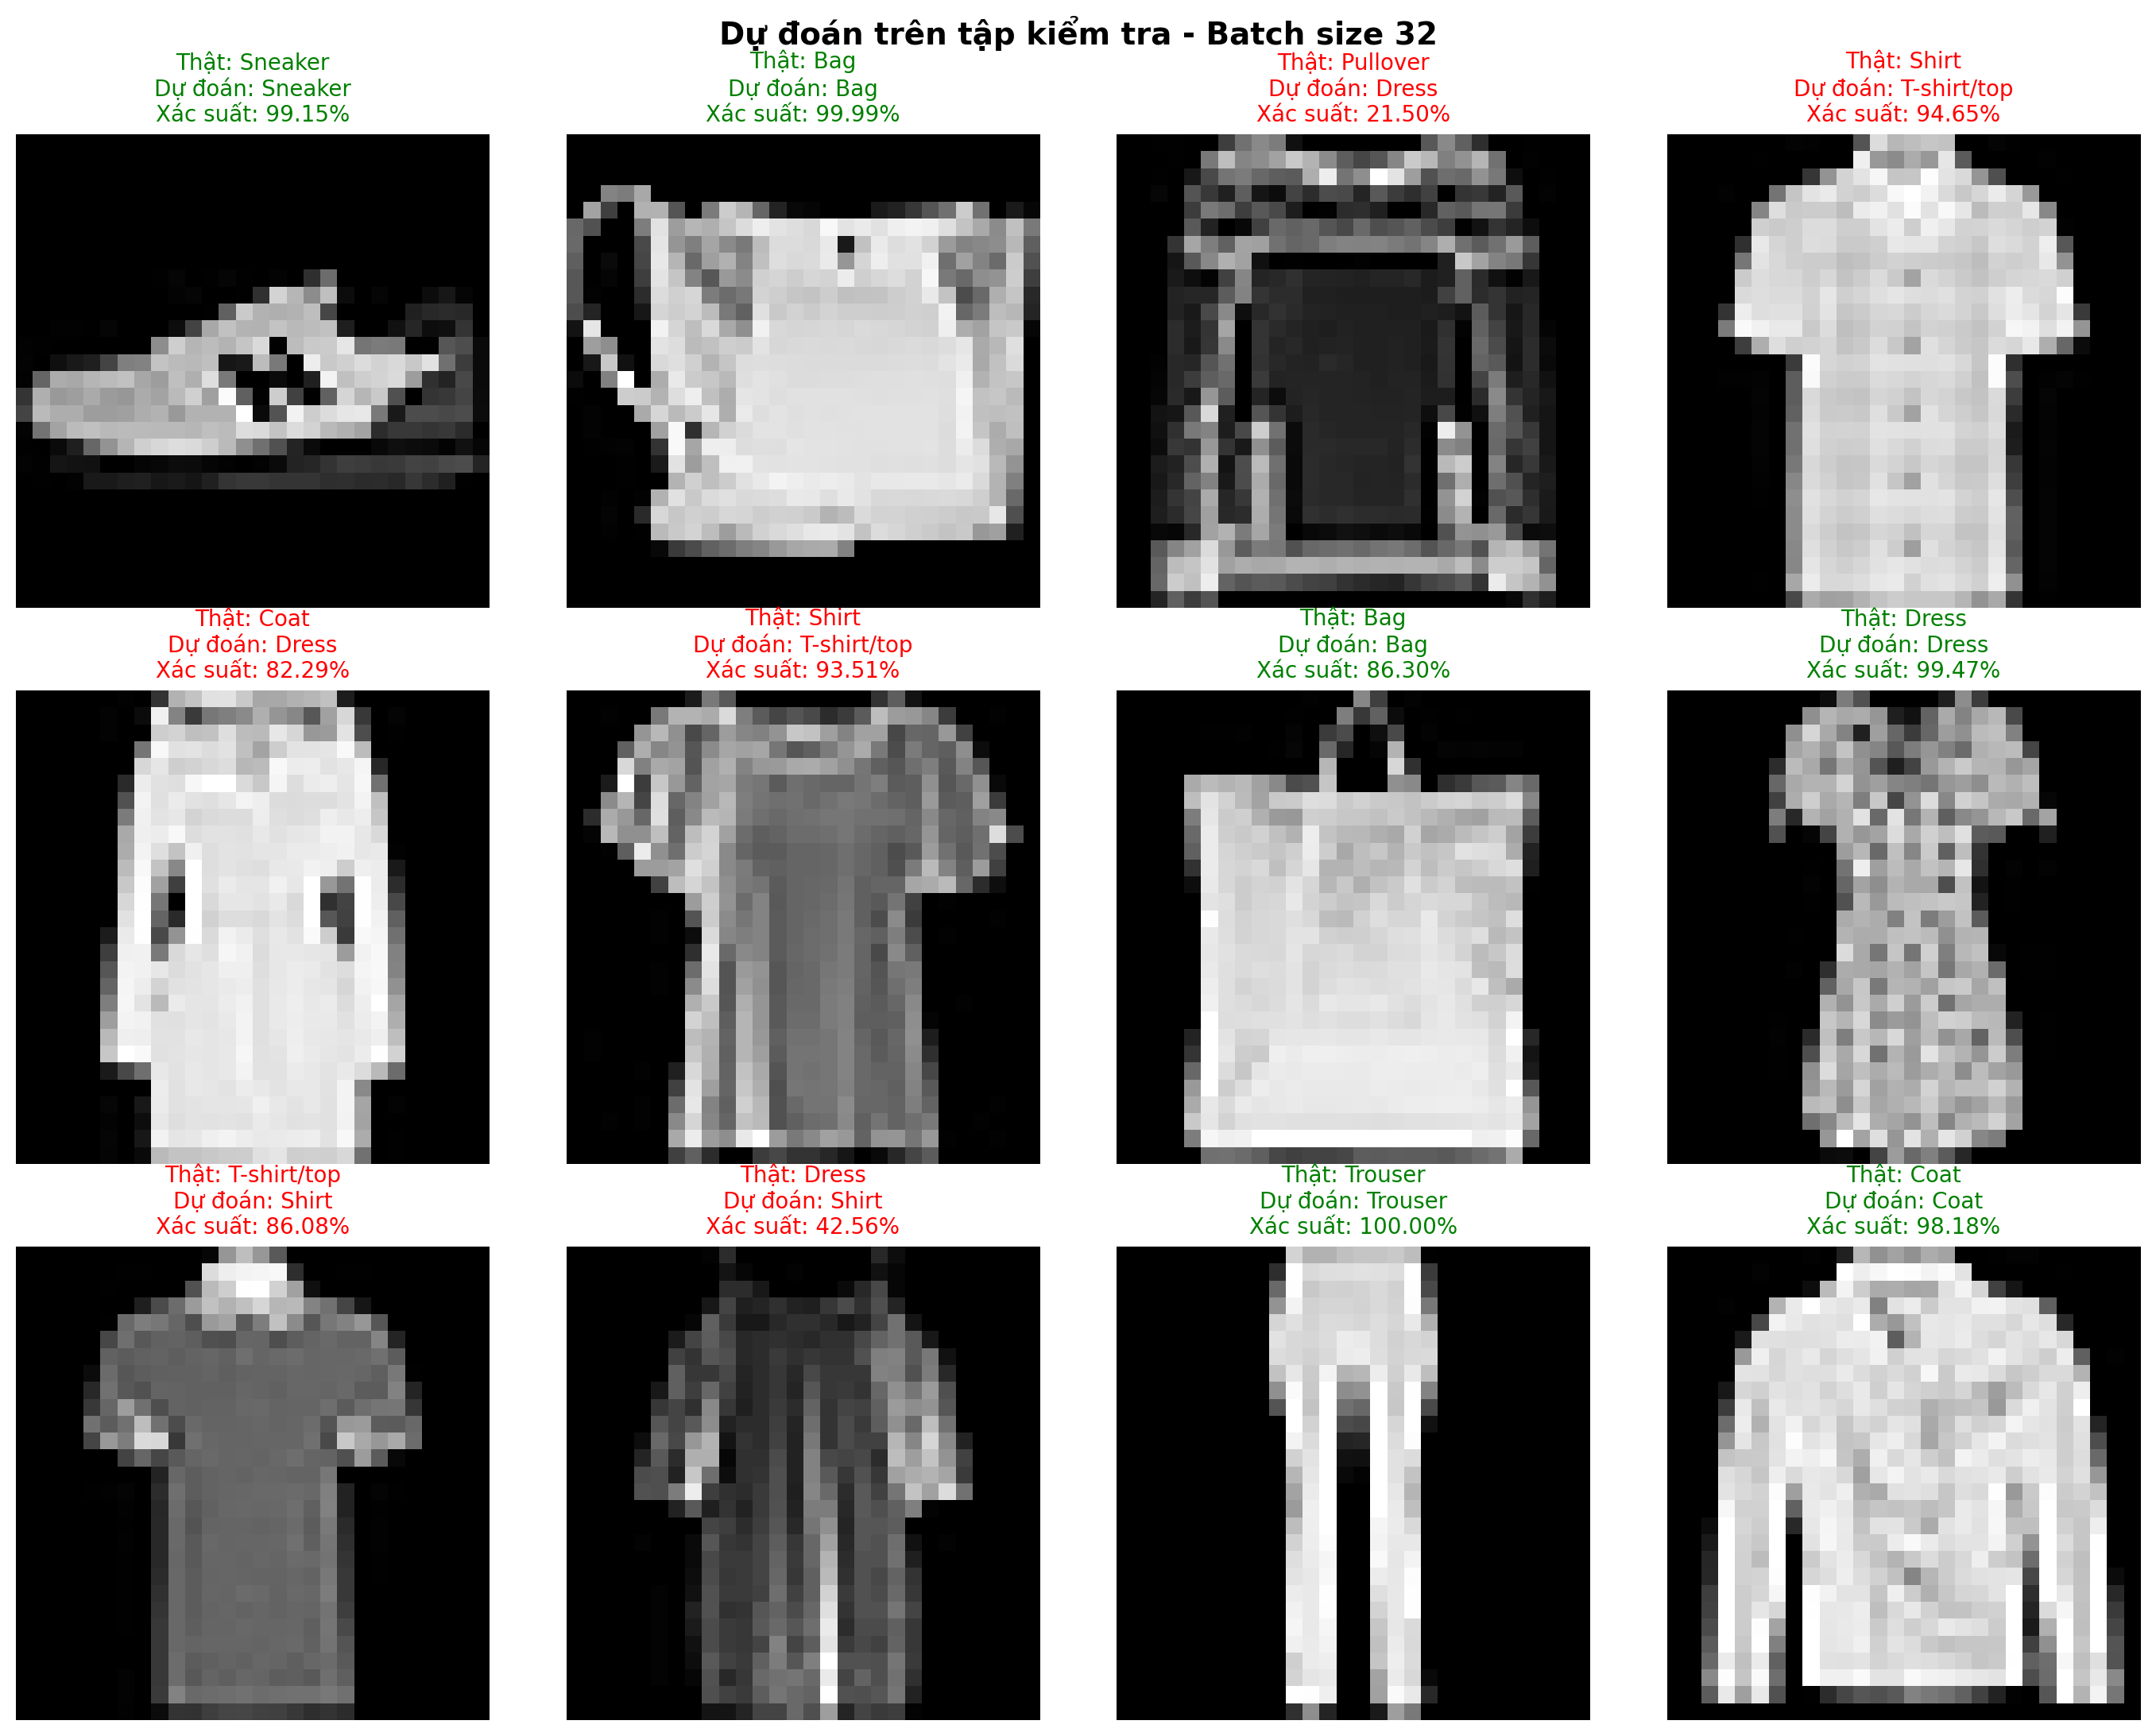 Dự đoán trên tập kiểm tra - Batch size 32
Thật: Sneaker
Dự đoán: Sneaker
Xác suất: 99.15%
Thật: Bag
Dự đoán: Bag
Xác suất: 99.99%
Thật: Pullover
Dự đoán: Dress
Xác suất: 21.50%
Thật: Shirt
Dự đoán: T-shirt/top
Xác suất: 94.65%
Thật: Coat
Dự đoán: Dress
Xác suất: 82.29%
Thật: Shirt
Dự đoán: T-shirt/top
Xác suất: 93.51%
Thật: Bag
Dự đoán: Bag
Xác suất: 86.30%
Thật: Dress
Dự đoán: Dress
Xác suất: 99.47%
Thật: T-shirt/top
Dự đoán: Shirt
Xác suất: 86.08%
Thật: Dress
Dự đoán: Shirt
Xác suất: 42.56%
Thật: Trouser
Dự đoán: Trouser
Xác suất: 100.00%
Thật: Coat
Dự đoán: Coat
Xác suất: 98.18%